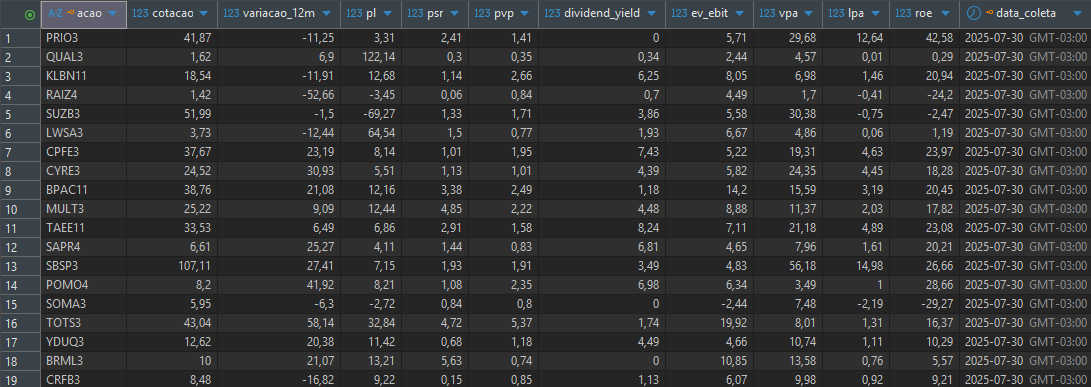 AZ acao 123 cotacao 123 variacao_12m 123 pl 123 psr 123 pvp 123 dividend_yield 123 ev_ebit 123 vpa 123 lpa 123 roe data_coleta
1 PRIO3 41,87 -11,25 3,31 2,41 1,41 0 5,71 29,68 12,64 42,58 2025-07-30 GMT-03:00
2 QUAL3 1,62 6,9 122,14 0,3 0,35 0,34 2,44 4,57 0,01 0,29 2025-07-30 GMT-03:00
3 KLBN11 18,54 -11,91 12,68 1,14 2,66 6,25 8,05 6,98 1,46 20,94 2025-07-30 GMT-03:00
4 RAIZ4 1,42 -52,66 -3,45 0,06 0,84 0,7 4,49 1,7 -0,41 -24,2 2025-07-30 GMT-03:00
5 SUZB3 51,99 -1,5 -69,27 1,33 1,71 3,86 5,58 30,38 -0,75 -2,47 2025-07-30 GMT-03:00
6 LWSA3 3,73 -12,44 64,54 1,5 0,77 1,93 6,67 4,86 0,06 1,19 2025-07-30 GMT-03:00
7 CPFE3 37,67 23,19 8,14 1,01 1,95 7,43 5,22 19,31 4,63 23,97 2025-07-30 GMT-03:00
8 CYRE3 24,52 30,93 5,51 1,13 1,01 4,39 5,82 24,35 4,45 18,28 2025-07-30 GMT-03:00
9 BPAC11 38,76 21,08 12,16 3,38 2,49 1,18 14,2 15,59 3,19 20,45 2025-07-30 GMT-03:00
10 MULT3 25,22 9,09 12,44 4,85 2,22 4,48 8,88 11,37 2,03 17,82 2025-07-30 GMT-03:00
11 TAEE11 33,53 6,49 6,86 2,91 1,58 8,24 7,11 21,18 4,89 23,08 2025-07-30 GMT-03:00
12 SAPR4 6,61 25,27 4,11 1,44 0,83 6,81 4,65 7,96 1,61 20,21 2025-07-30 GMT-03:00
13 SBSP3 107,11 27,41 7,15 1,93 1,91 3,49 4,83 56,18 14,98 26,66 2025-07-30 GMT-03:00
14 POMO4 8,2 41,92 8,21 1,08 2,35 6,98 6,34 3,49 1 28,66 2025-07-30 GMT-03:00
15 SOMA3 5,95 -6,3 -2,72 0,84 0,8 0 -2,44 7,48 -2,19 -29,27 2025-07-30 GMT-03:00
16 TOTS3 43,04 58,14 32,84 4,72 5,37 1,74 19,92 8,01 1,31 16,37 2025-07-30 GMT-03:00
17 YDUQ3 12,62 20,38 11,42 0,68 1,18 4,49 4,66 10,74 1,11 10,29 2025-07-30 GMT-03:00
18 BRML3 10 21,07 13,21 5,63 0,74 0 10,85 13,58 0,76 5,57 2025-07-30 GMT-03:00
19 CRFB3 8,48 -16,82 9,22 0,15 0,85 1,13 6,07 9,98 0,92 9,21 2025-07-30 GMT-03:00